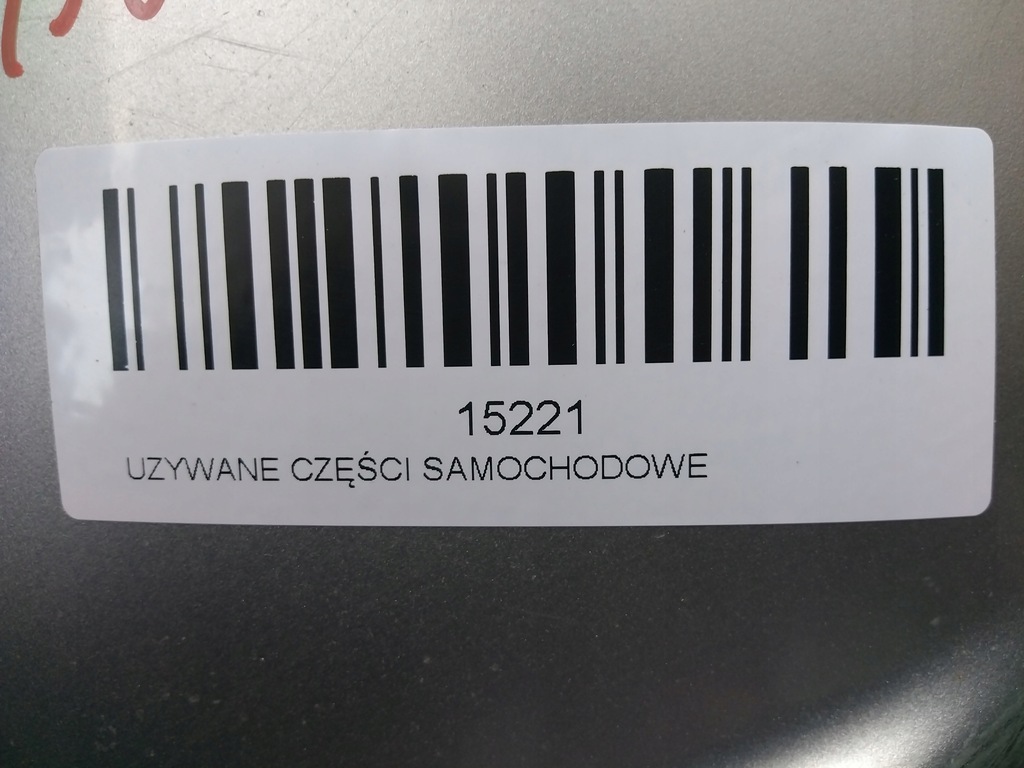 15221
UZYWANE CZĘŚCI SAMOCHODOWE